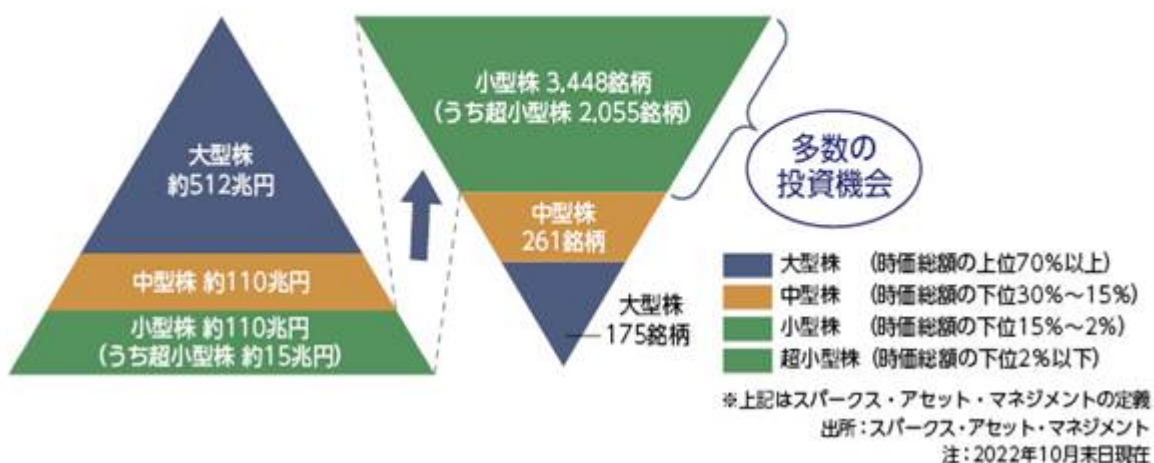 大型株
約512兆円
中型株 約110兆円
小型株 約110兆円
(うち超小型株 約15兆円)
小型株 3,448銘柄
(うち超小型株 2,055銘柄)
中型株
261銘柄
大型株
175銘柄
多数の
投資機会
大型株 (時価総額の上位70%以上)
中型株 (時価総額の下位30%～15%)
小型株 (時価総額の下位15%～2%)
超小型株 (時価総額の下位2%以下)
※上記はスパークス・アセット・マネジメントの定義
出所：スパークス・アセット・マネジメント
注：2022年10月末日現在